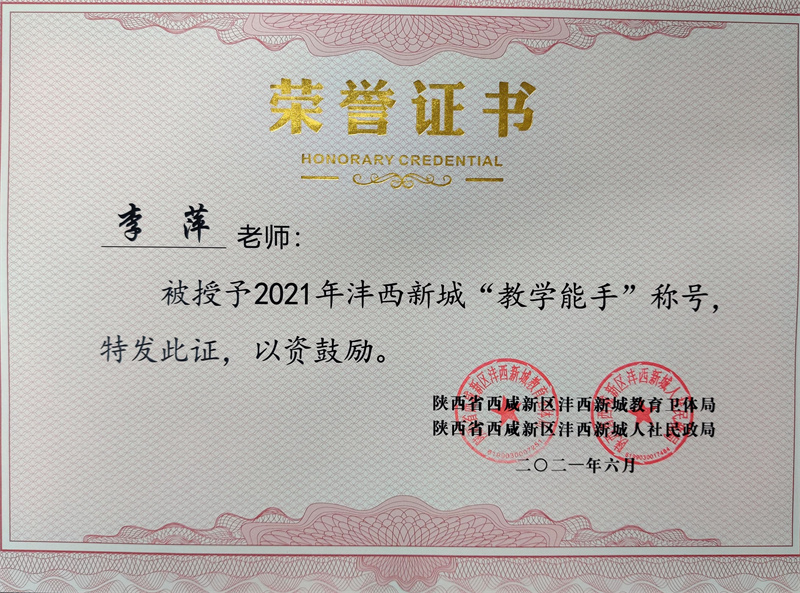 荣誉证书
HONORARY CREDENTIAL
李 萍 老师：
被授予2021年沣西新城“教学能手”称号，
特发此证，以资鼓励。
陕西省西咸新区沣西新城教育卫体局
陕西省西咸新区沣西新城人社民政局
二〇二一年六月